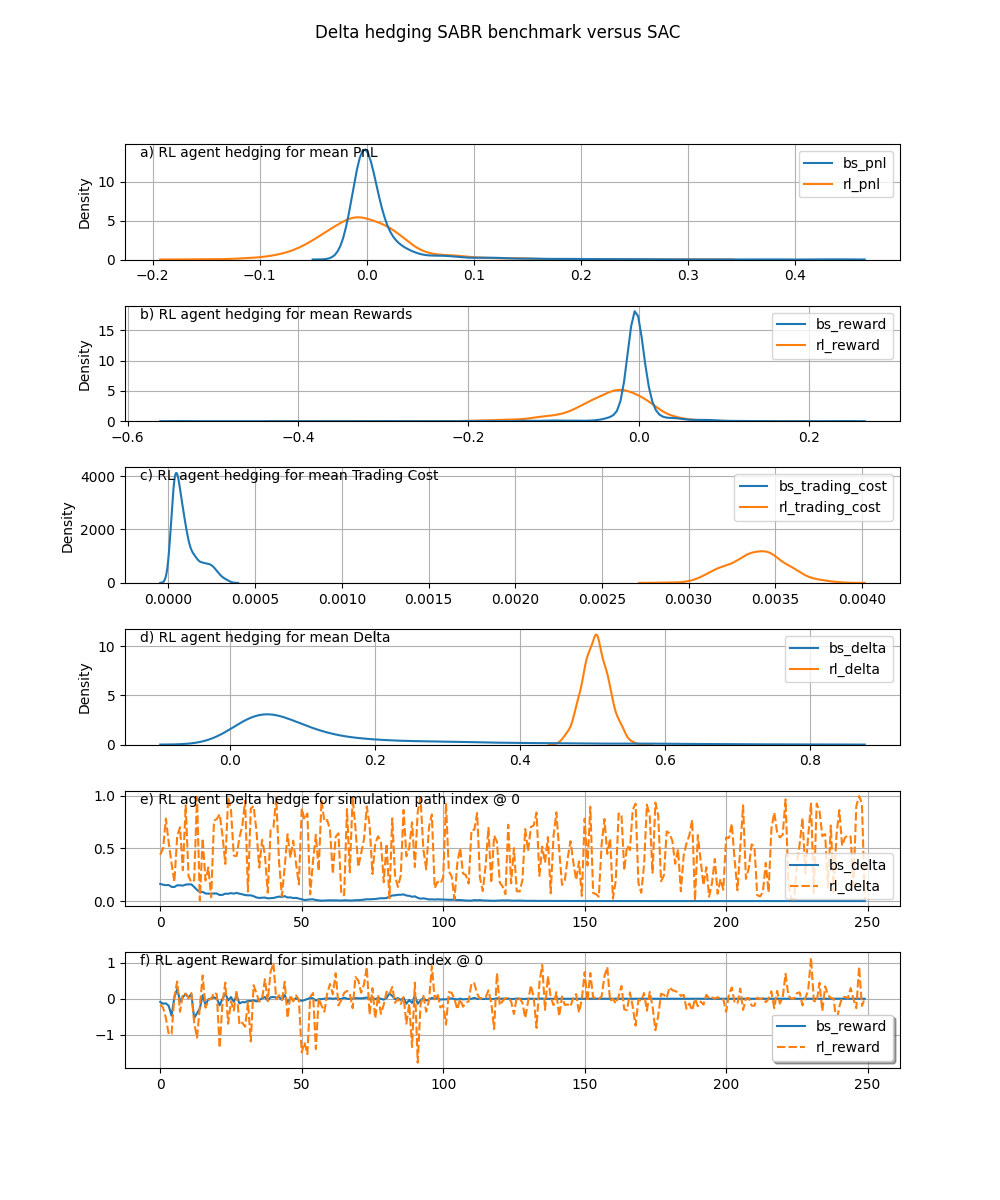 Delta hedging SABR benchmark versus SAC
a) RL agent hedging for mean PnL
bs_pnl
rl_pnl
Density
10
5
0
−0.2 −0.1 0.0 0.1 0.2 0.3 0.4
b) RL agent hedging for mean Rewards
bs_reward
rl_reward
Density
15
10
5
0
−0.6 −0.4 −0.2 0.0 0.2
c) RL agent hedging for mean Trading Cost
bs_trading_cost
rl_trading_cost
Density
4000
2000
0
0.0000 0.0005 0.0010 0.0015 0.0020 0.0025 0.0030 0.0035 0.0040
d) RL agent hedging for mean Delta
bs_delta
rl_delta
Density
10
5
0
0.0 0.2 0.4 0.6 0.8
e) RL agent Delta hedge for simulation path index @ 0
bs_delta
rl_delta
1.0
0.5
0.0
0 50 100 150 200 250
f) RL agent Reward for simulation path index @ 0
bs_reward
rl_reward
1
0
−1
0 50 100 150 200 250